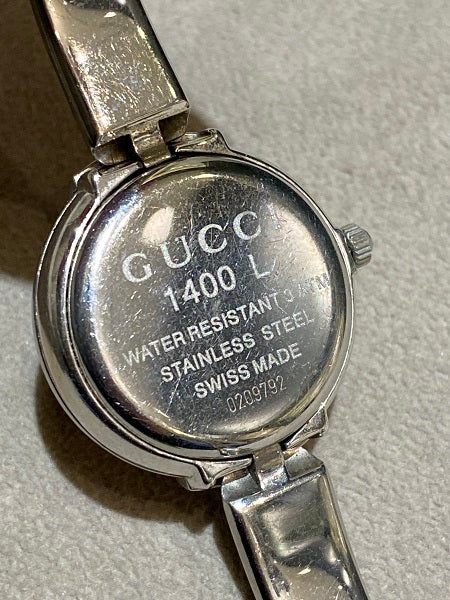 GUCCI
1400 L
WATER RESISTANT 3 ATM
STAINLESS STEEL
SWISS MADE
0209792